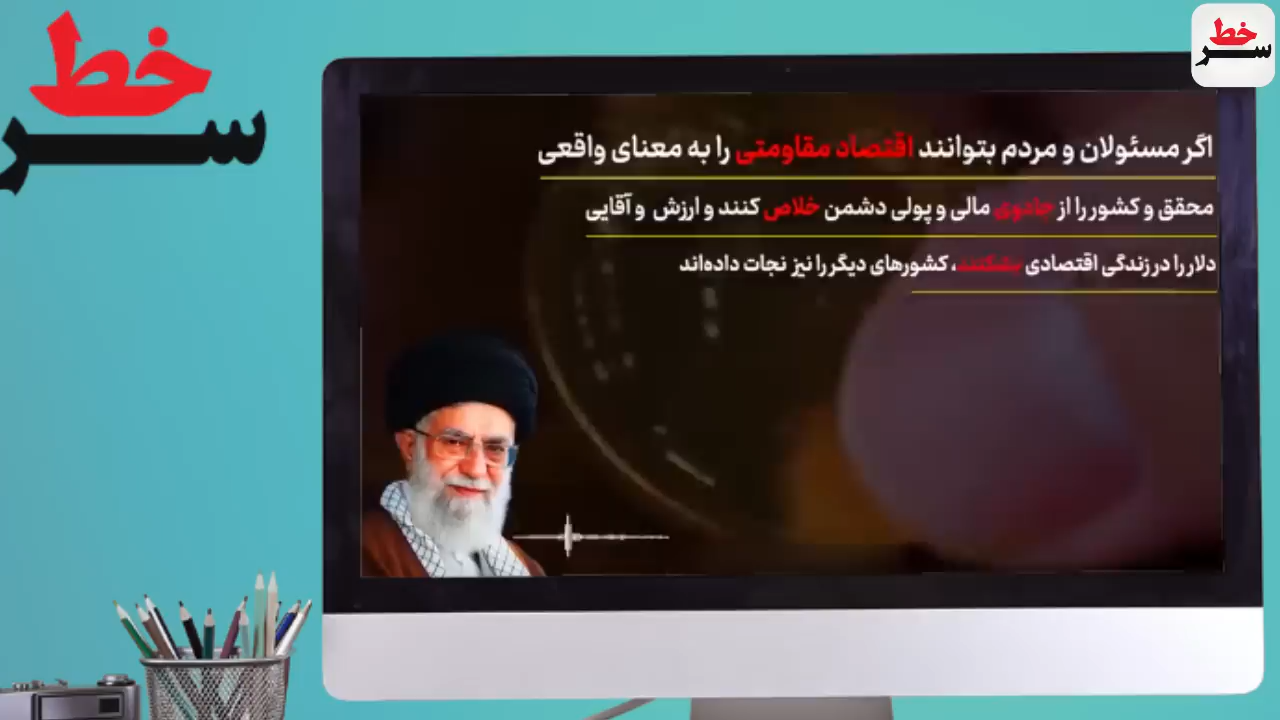 خط
سر
خط
سر
اگر مسئولان و مردم بتوانند اقتصاد مقاومتی را به معنای واقعی
محقق و کشور را از جادوی مالی و پولی دشمن خلاص کنند و ارزش و آقایی
دلار را در زندگی اقتصادی بشکنند، کشورهای دیگر را نیز نجات داده‌اند